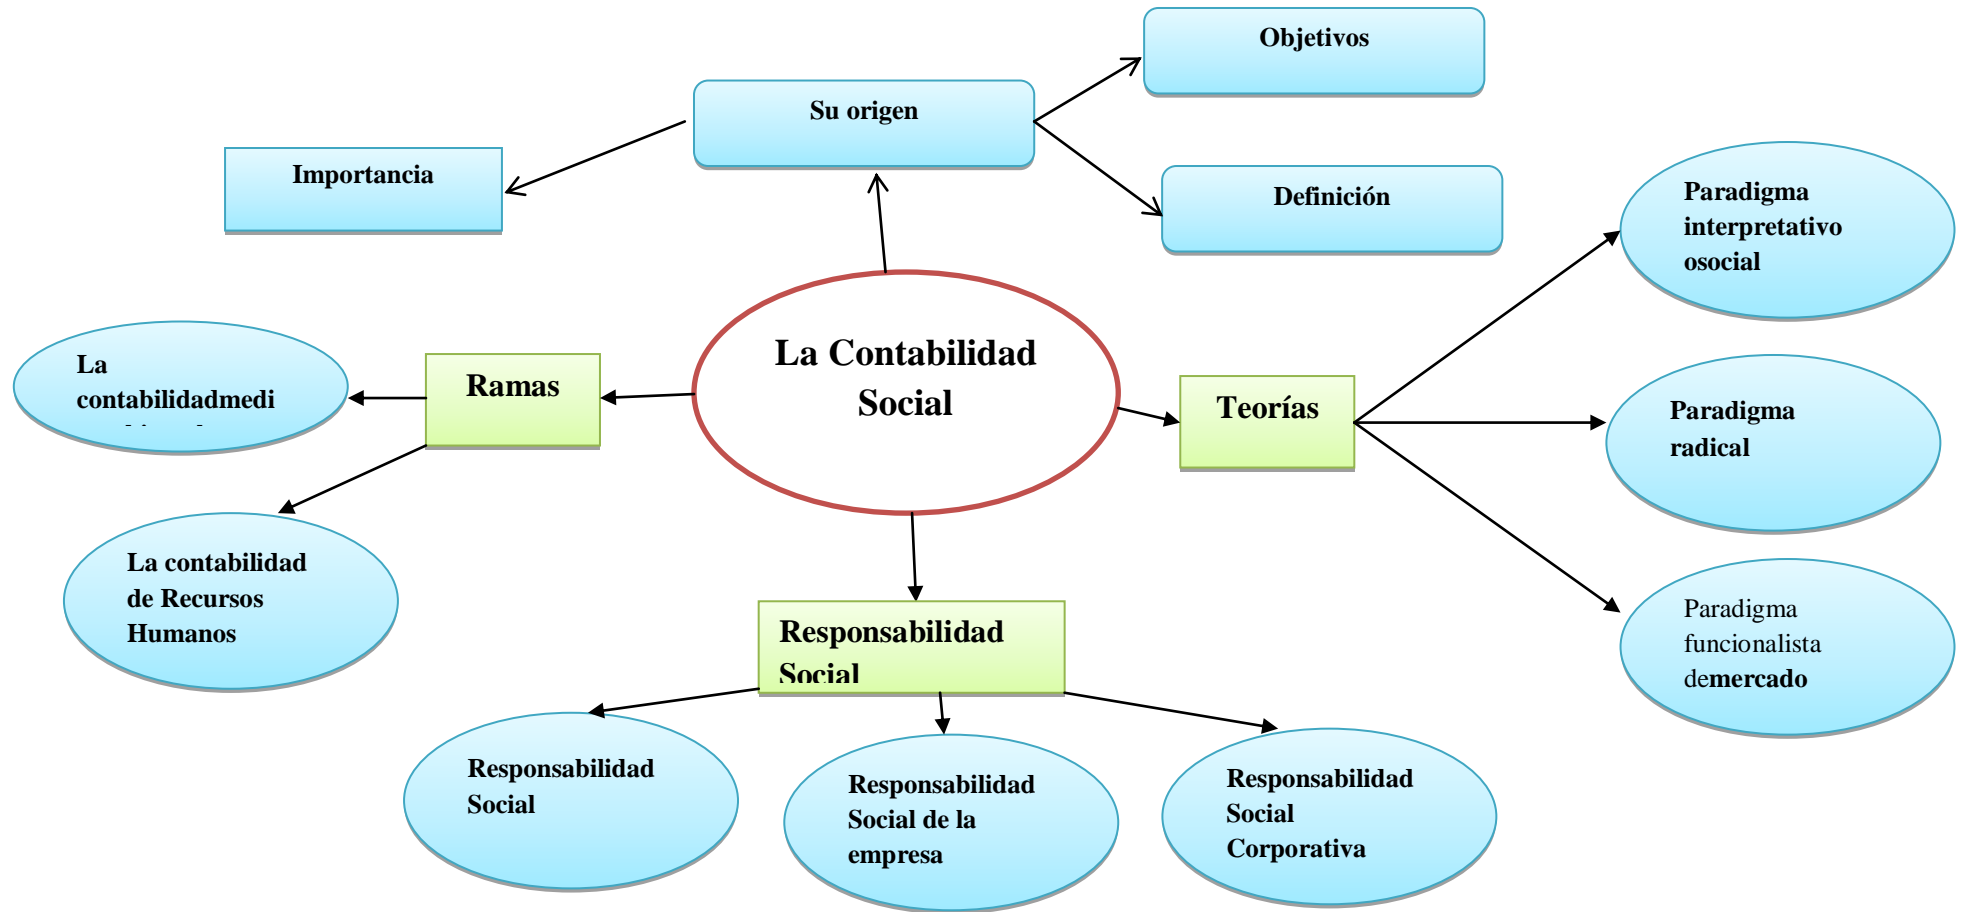 Objetivos
Su origen
Importancia
Definición
Paradigma
interpretativo
osocial
La Contabilidad
Social
La
contabilidadmedi
Ramas
Teorías
Paradigma
radical
La contabilidad
de Recursos
Humanos
Responsabilidad
Social
Paradigma
funcionalista
demercado
Responsabilidad
Social
Responsabilidad
Social de la
empresa
Responsabilidad
Social
Corporativa